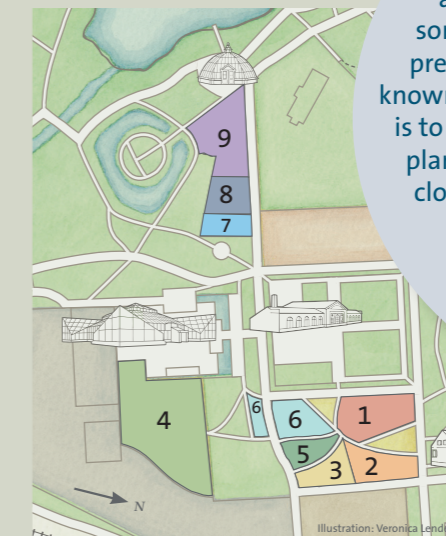 son
pre
known
is to
plar
clo
9
8
7
4
6
6
1
5
3
2
N
Illustration: Veronica Lendi